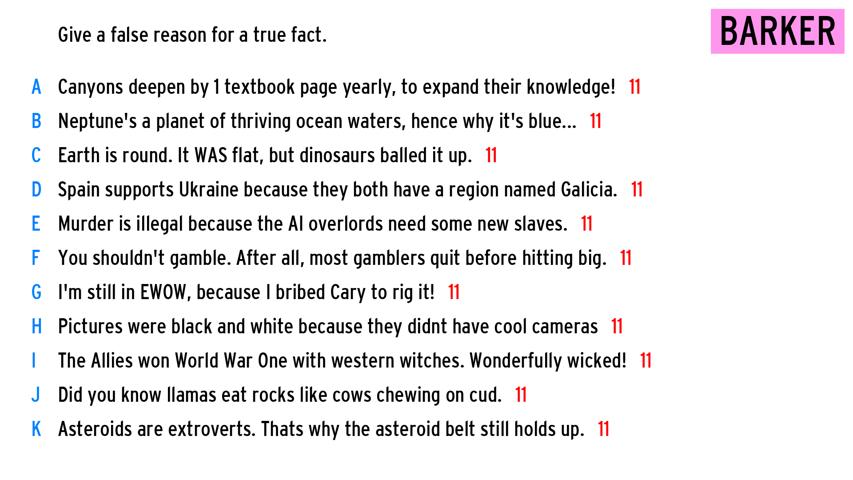 Give a false reason for a true fact.
BARKER
A Canyons deepen by 1 textbook page yearly, to expand their knowledge! 11
B Neptune's a planet of thriving ocean waters, hence why it's blue... 11
C Earth is round. It WAS flat, but dinosaurs balled it up. 11
D Spain supports Ukraine because they both have a region named Galicia. 11
E Murder is illegal because the AI overlords need some new slaves. 11
F You shouldn't gamble. After all, most gamblers quit before hitting big. 11
G I'm still in EWOW, because I bribed Cary to rig it! 11
H Pictures were black and white because they didnt have cool cameras 11
I The Allies won World War One with western witches. Wonderfully wicked! 11
J Did you know llamas eat rocks like cows chewing on cud. 11
K Asteroids are extroverts. Thats why the asteroid belt still holds up. 11